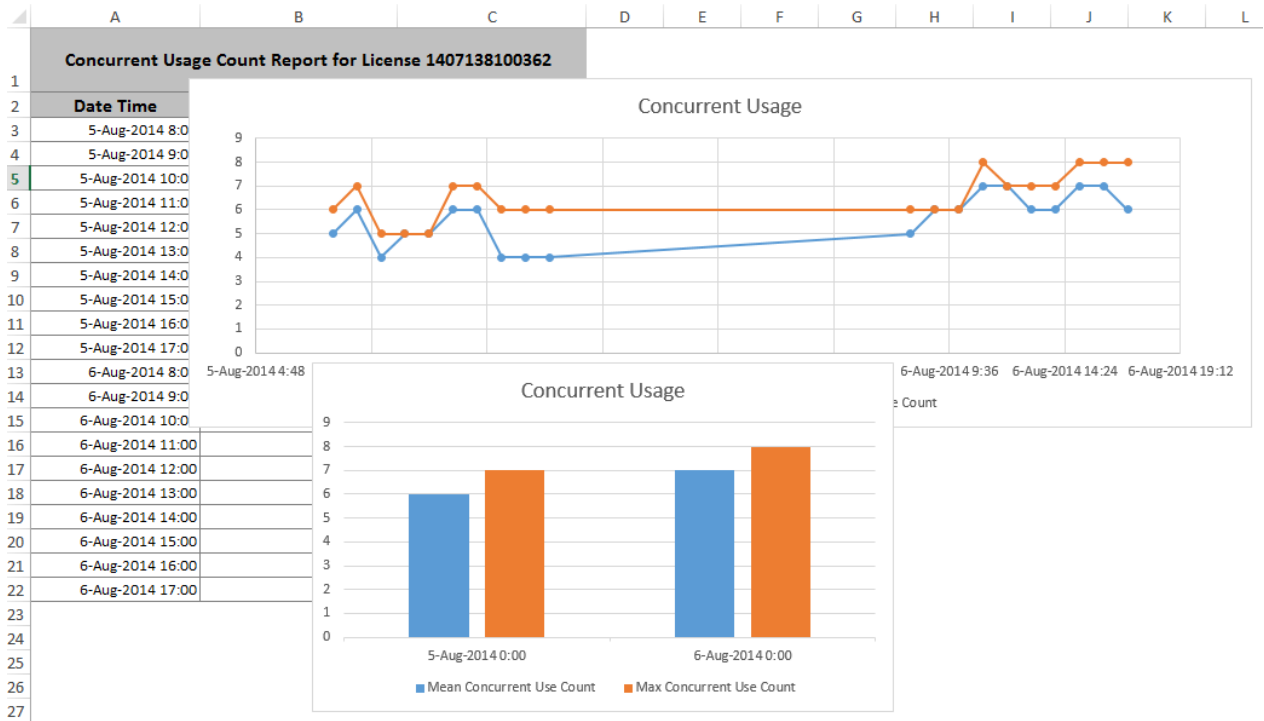 A B C D E F G H I J K L
1 Concurrent Usage Count Report for License 1407138100362
2 Date Time
3 5-Aug-2014 8:0
4 5-Aug-2014 9:0
5 5-Aug-2014 10:0
6 5-Aug-2014 11:0
7 5-Aug-2014 12:0
8 5-Aug-2014 13:0
9 5-Aug-2014 14:0
10 5-Aug-2014 15:0
11 5-Aug-2014 16:0
12 5-Aug-2014 17:0
13 6-Aug-2014 8:0
14 6-Aug-2014 9:0
15 6-Aug-2014 10:0
16 6-Aug-2014 11:00
17 6-Aug-2014 12:00
18 6-Aug-2014 13:00
19 6-Aug-2014 14:00
20 6-Aug-2014 15:00
21 6-Aug-2014 16:00
22 6-Aug-2014 17:00
23
24
25
26
27
Concurrent Usage
9
8
7
6
5
4
3
2
1
0
5-Aug-2014 4:48 6-Aug-2014 9:36 6-Aug-2014 14:24 6-Aug-2014 19:12
e Count
Concurrent Usage
9
8
7
6
5
4
3
2
1
0
5-Aug-2014 0:00 6-Aug-2014 0:00
Mean Concurrent Use Count Max Concurrent Use Count